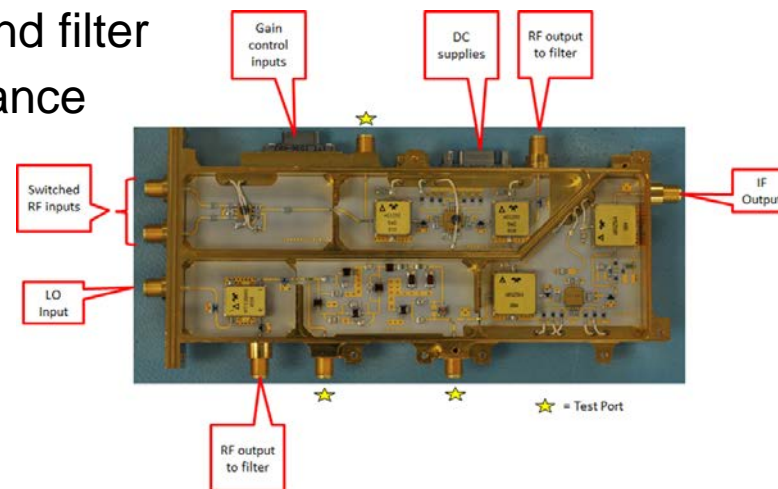 nd filter
ance
Gain
control
inputs
DC
supplies
RF output
to filter
Switched
RF inputs
IF
Output
LO
Input
= Test Port
RF output
to filter